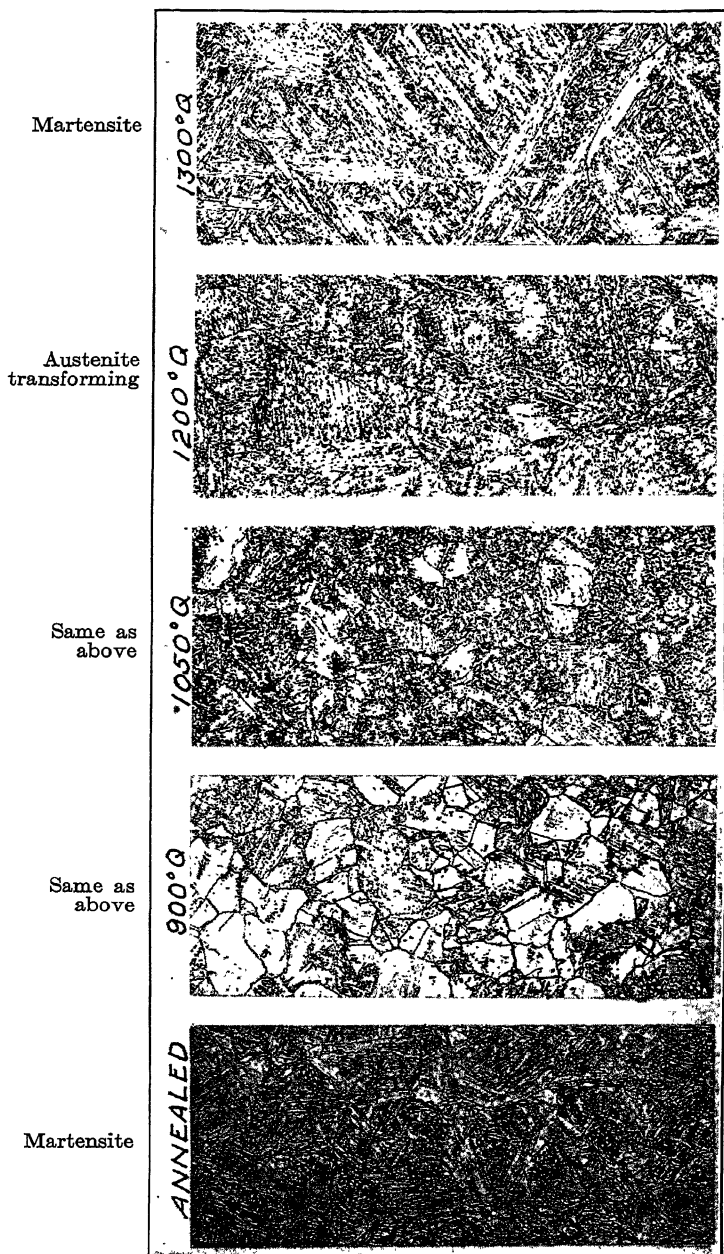 Martensite
1300°Q
Austenite
transforming
1200°Q
Same as
above
1050°Q
Same as
above
900°Q
Martensite
ANNEALED